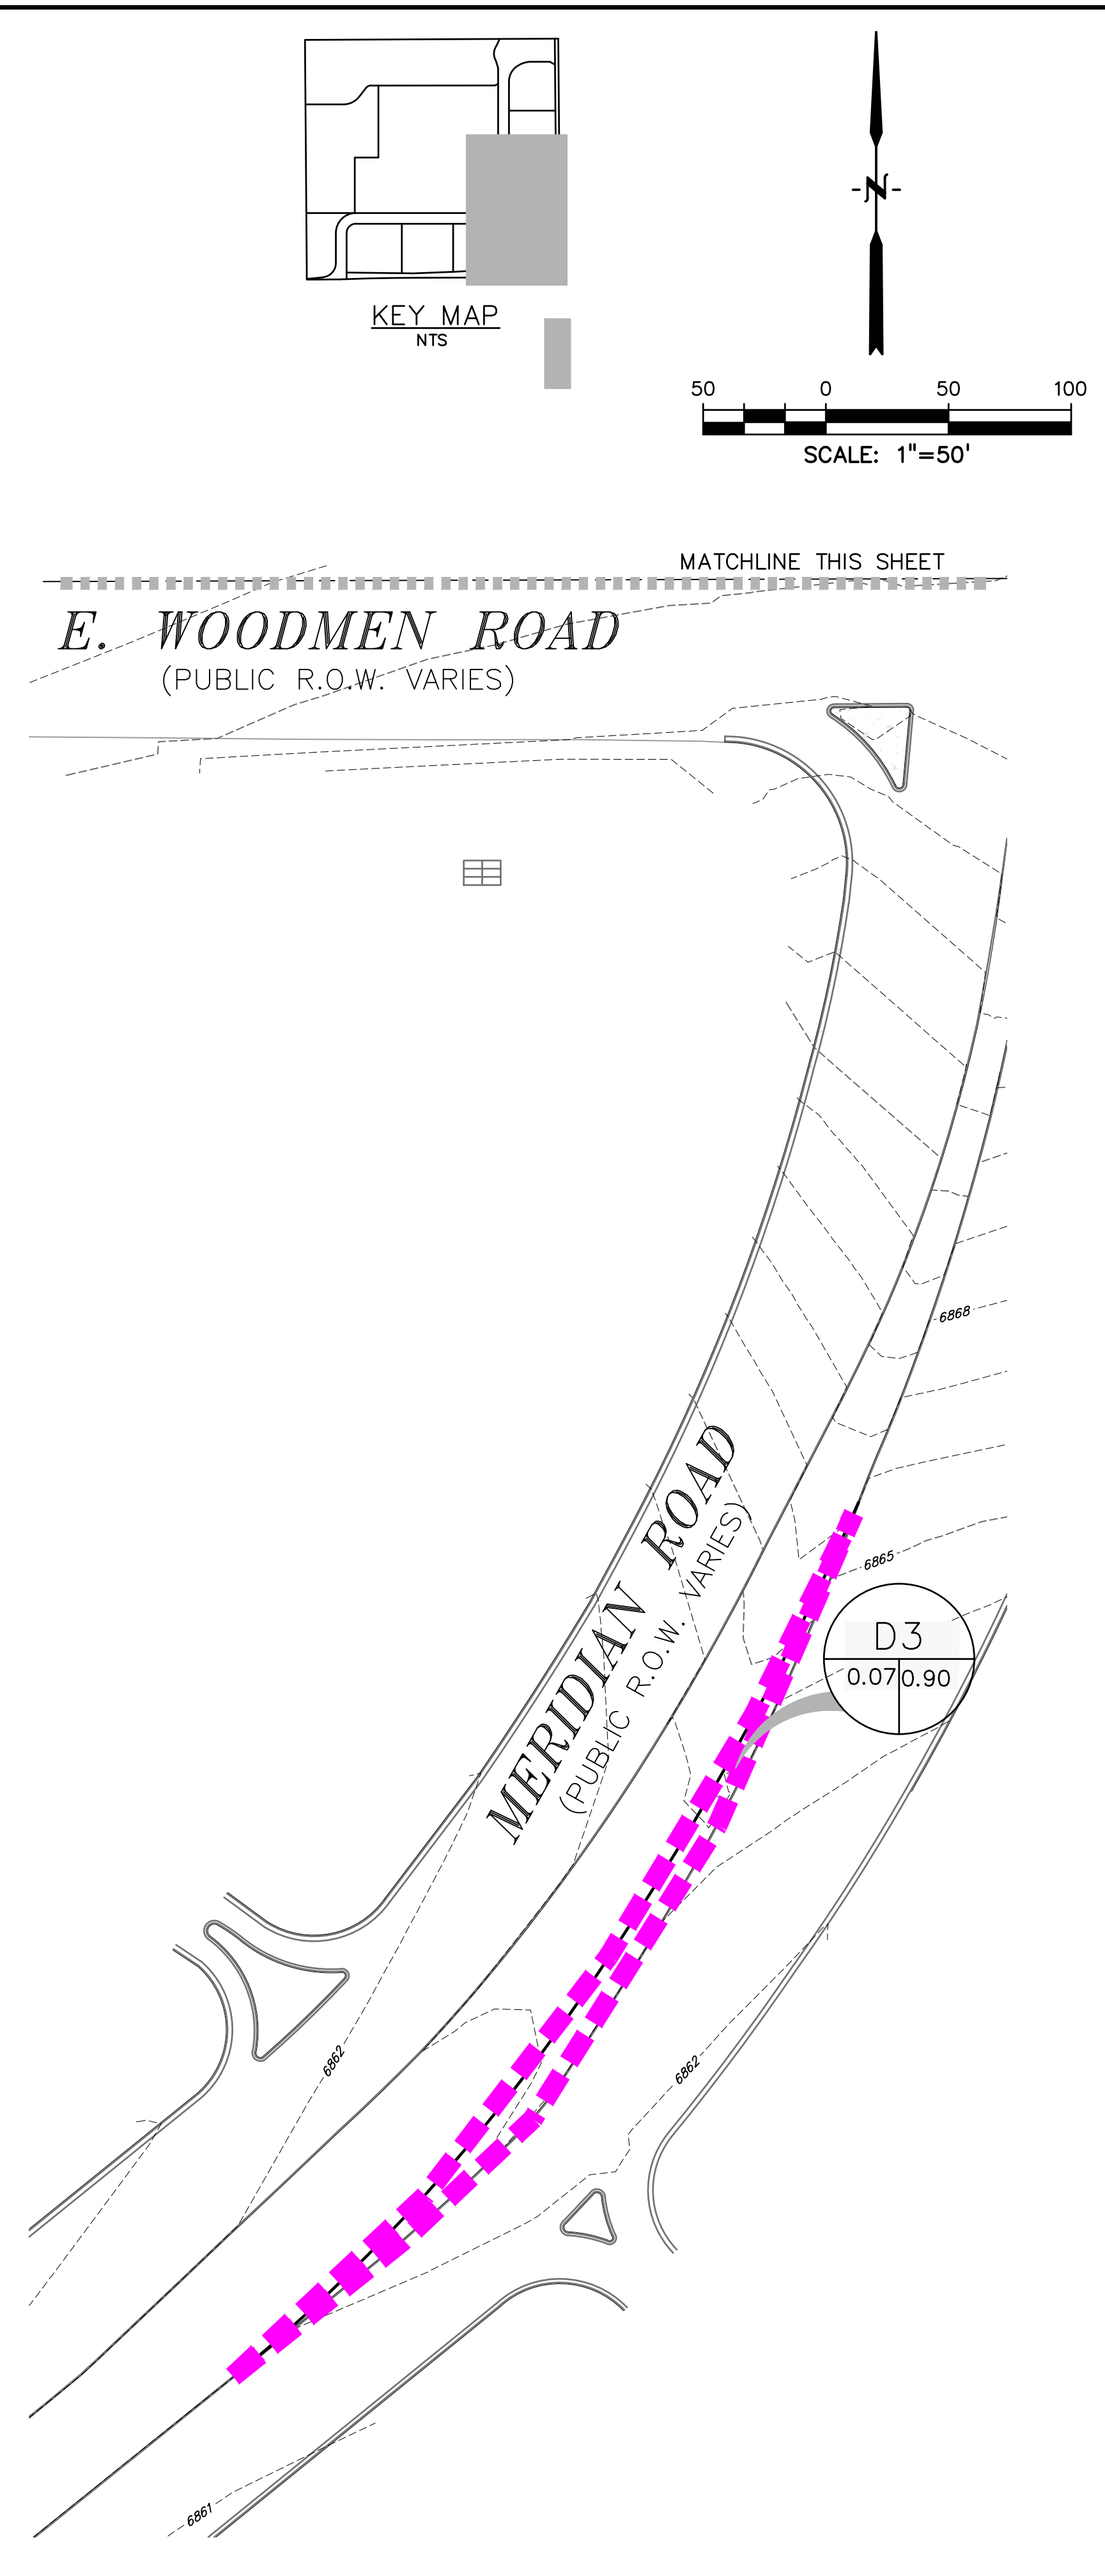 KEY MAP
NTS
-N-
50 0 50 100
SCALE: 1"=50'
MATCHLINE THIS SHEET
E. WOODMEN ROAD
(PUBLIC R.O.W. VARIES)
6868
MERIDIAN ROAD
(PUBLIC R.O.W. VARIES)
6865
D3
0.07 0.90
6862
6862
6861